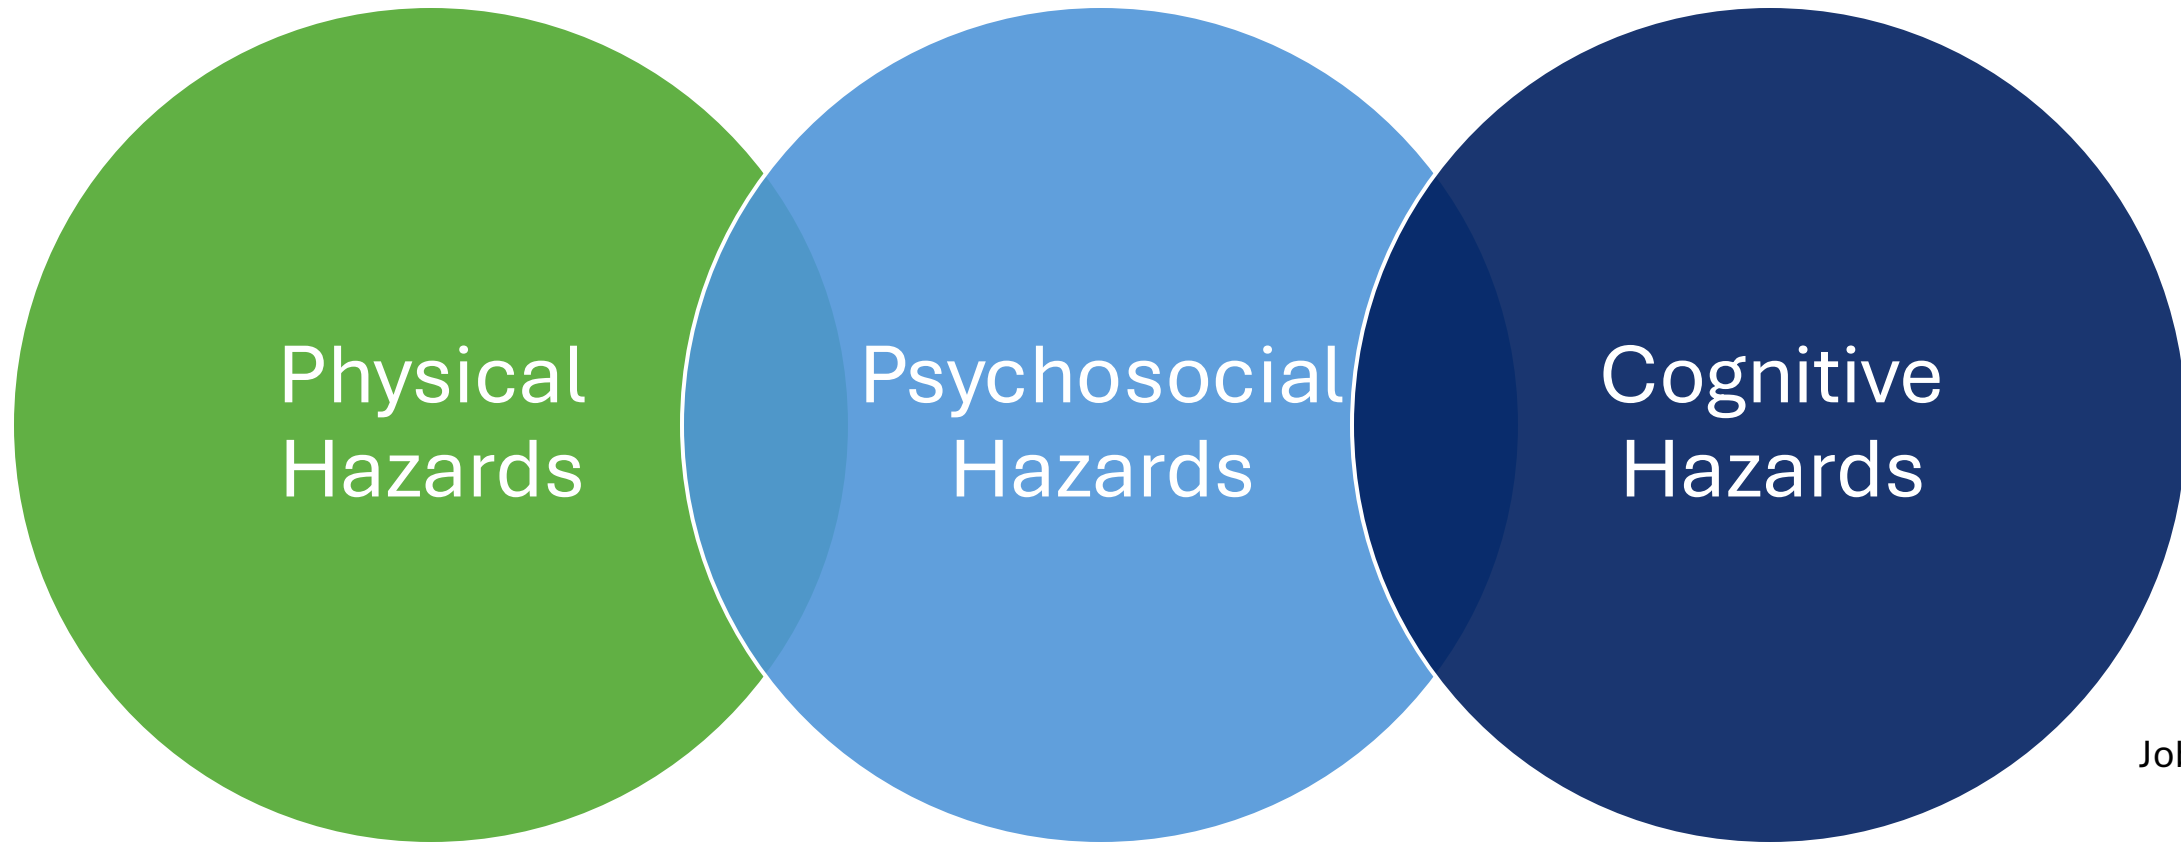 Physical
Hazards
Psychosocial
Hazards
Cognitive
Hazards